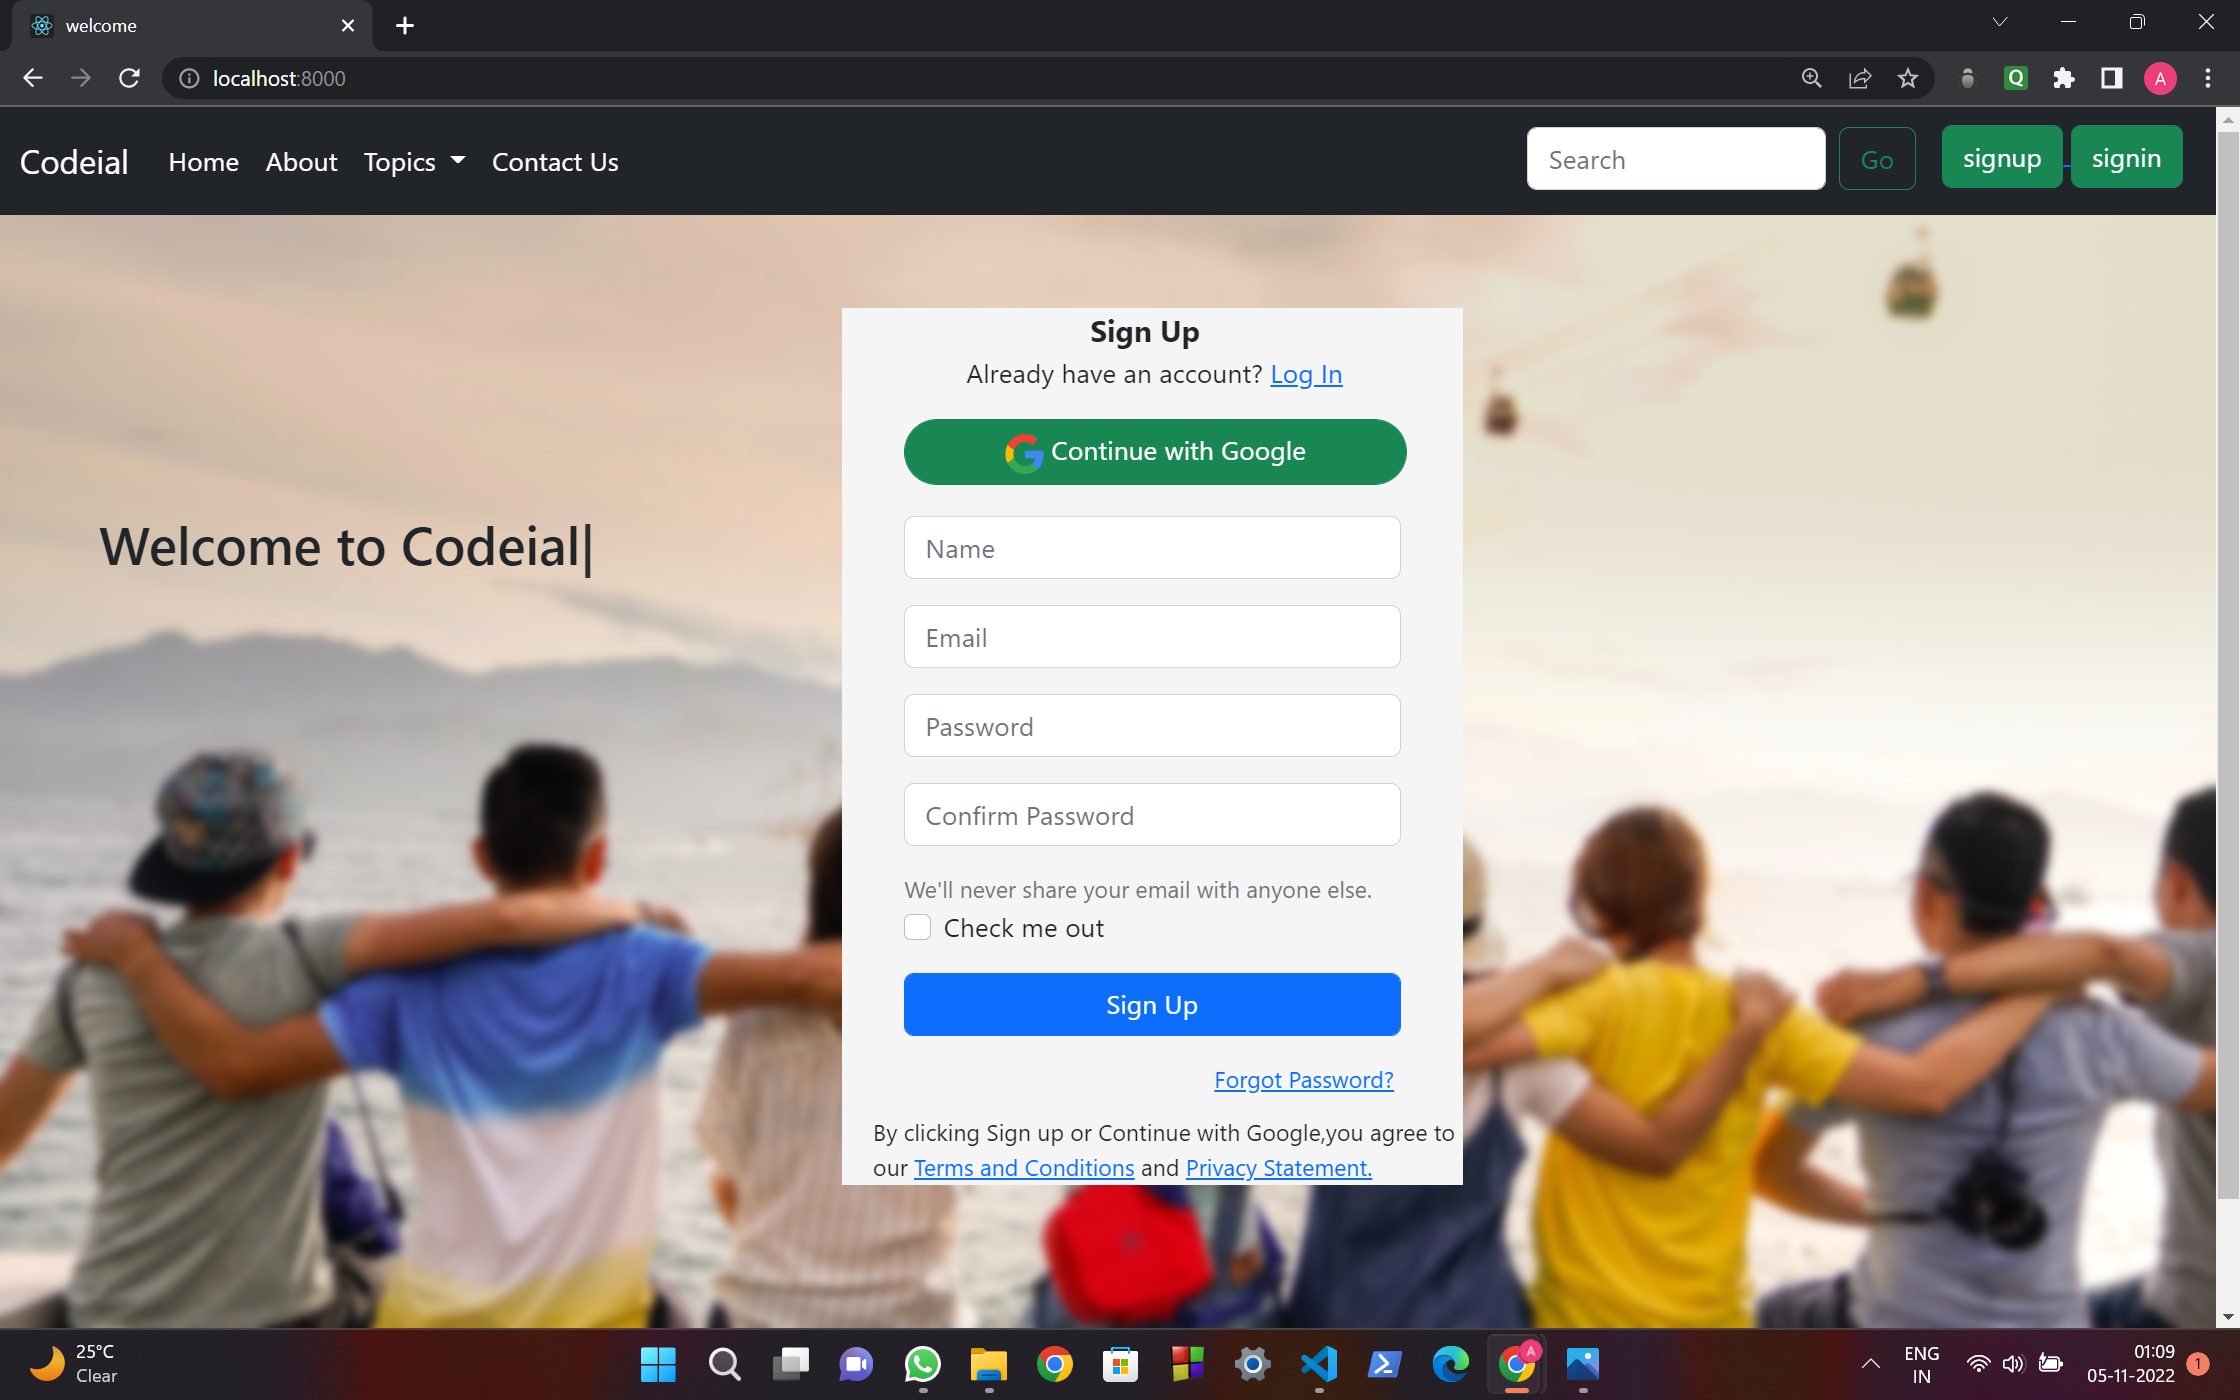 welcome
localhost:8000
A
Codeial Home About Topics Contact Us Search Go signup signin
Sign Up
Already have an account? Log In
Continue with Google
Welcome to Codeial|
Name
Email
Password
Confirm Password
We'll never share your email with anyone else.
Check me out
Sign Up
Forgot Password?
By clicking Sign up or Continue with Google,you agree to
our Terms and Conditions and Privacy Statement.
25°C
Clear
A
ENG
IN
01:09
05-11-2022
1